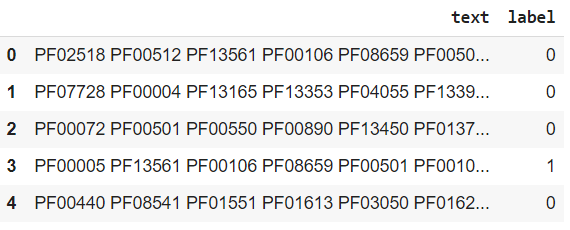 text label
0 PF02518 PF00512 PF13561 PF00106 PF08659 PF0050... 0
1 PF07728 PF00004 PF13165 PF13353 PF04055 PF1339... 0
2 PF00072 PF00501 PF00550 PF00890 PF13450 PF0137... 0
3 PF00005 PF13561 PF00106 PF08659 PF00501 PF0010... 1
4 PF00440 PF08541 PF01551 PF01613 PF03050 PF0162... 0